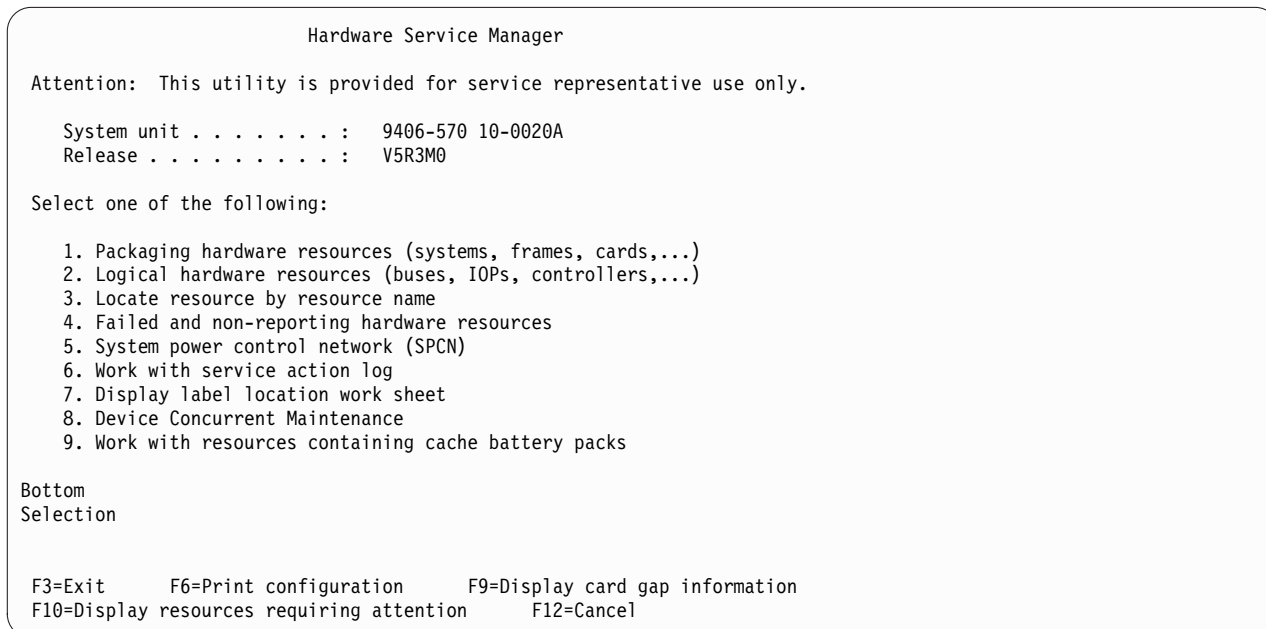 Hardware Service Manager
Attention: This utility is provided for service representative use only.
System unit . . . . . . . : 9406-570 10-0020A
Release . . . . . . . . . : V5R3M0
Select one of the following:
1. Packaging hardware resources (systems, frames, cards,...)
2. Logical hardware resources (buses, IOPs, controllers,...)
3. Locate resource by resource name
4. Failed and non-reporting hardware resources
5. System power control network (SPCN)
6. Work with service action log
7. Display label location work sheet
8. Device Concurrent Maintenance
9. Work with resources containing cache battery packs
Bottom
Selection
F3=Exit F6=Print configuration F9=Display card gap information
F10=Display resources requiring attention F12=Cancel